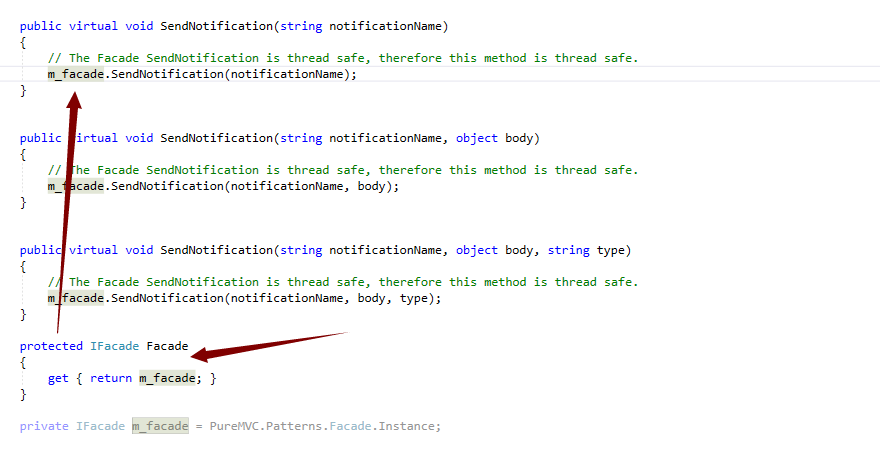 public virtual void SendNotification(string notificationName)
{
// The Facade SendNotification is thread safe, therefore this method is thread safe.
m_facade.SendNotification(notificationName);
}
public virtual void SendNotification(string notificationName, object body)
{
// The Facade SendNotification is thread safe, therefore this method is thread safe.
m_facade.SendNotification(notificationName, body);
}
public virtual void SendNotification(string notificationName, object body, string type)
{
// The Facade SendNotification is thread safe, therefore this method is thread safe.
m_facade.SendNotification(notificationName, body, type);
}
protected IFacade Facade
{
get { return m_facade; }
}
private IFacade m_facade = PureMVC.Patterns.Facade.Instance;